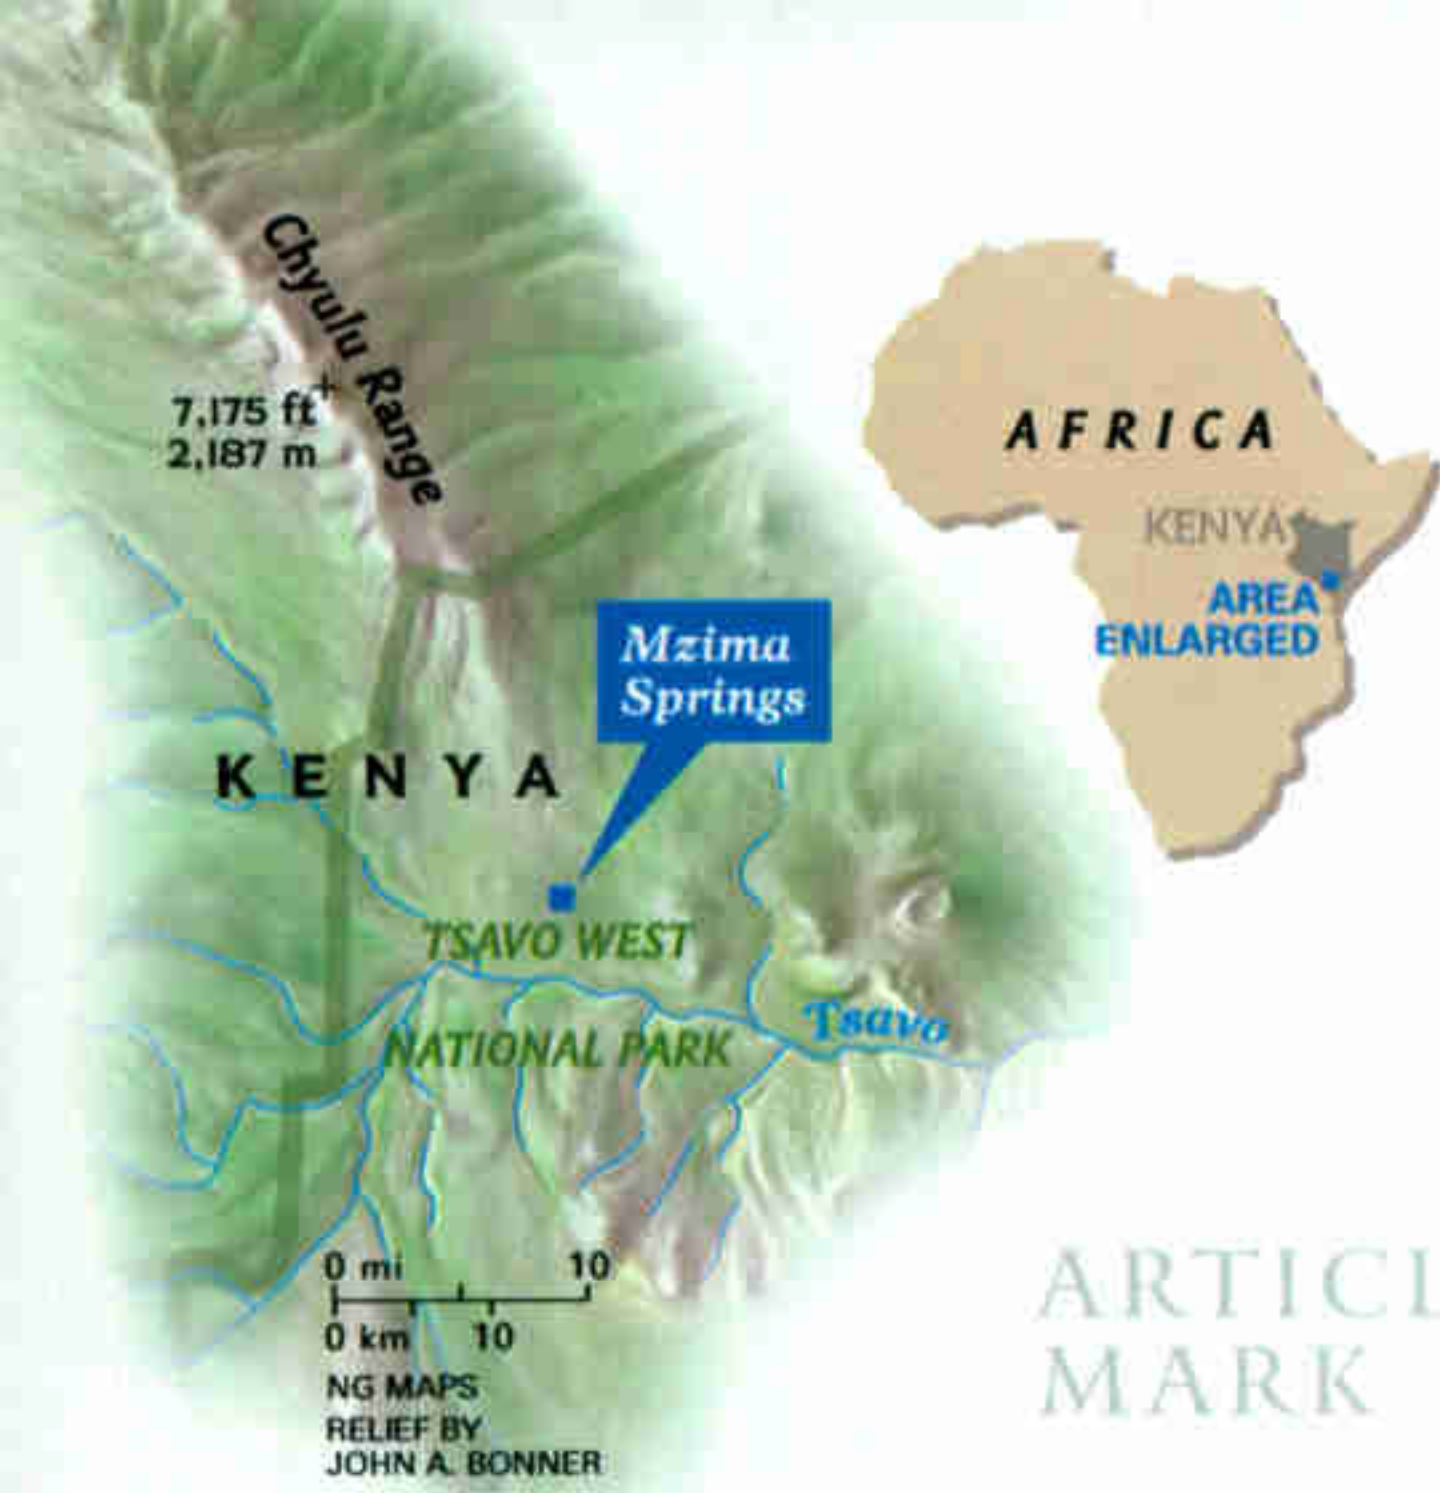 Chyulu Range
7,175 ft
2,187 m
AFRICA
KENYA
AREA
ENLARGED
Mzima
Springs
KENYA
TSAVO WEST
NATIONAL PARK
Tsavo
0 mi 10
0 km 10
NG MAPS
RELIEF BY
JOHN A. BONNER
ARTICL
MARK